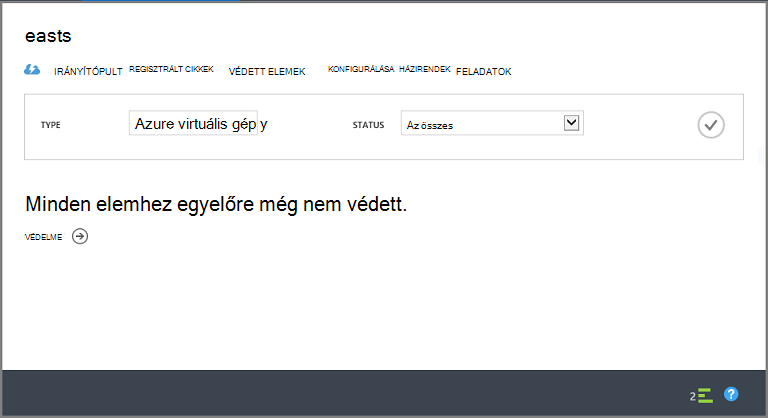 easts
IRÁNYÍTÓPULT REGISZTRÁLT CIKKEK VÉDETT ELEMEK KONFIGURÁLÁSA HÁZIRENDEK FELADATOK
TYPE Azure virtuális gép y STATUS Az összes
Minden elemhez egyelőre még nem védett.
VÉDELME
2 ?